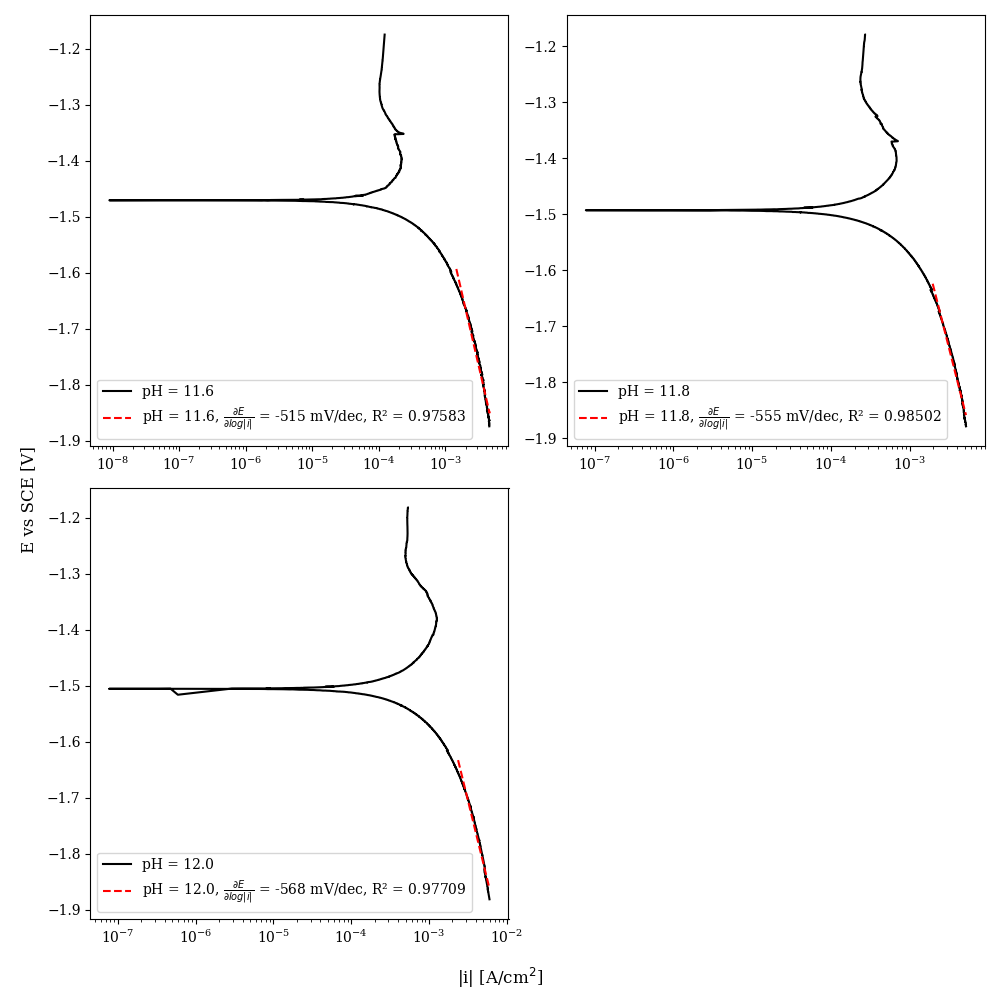 −1.2
−1.3
−1.4
−1.5
−1.6
−1.7
−1.8
−1.9
pH = 11.6
pH = 11.6, ∂E/∂log|i| = -515 mV/dec, R² = 0.97583
10⁻⁸ 10⁻⁷ 10⁻⁶ 10⁻⁵ 10⁻⁴ 10⁻³
−1.2
−1.3
−1.4
−1.5
−1.6
−1.7
−1.8
−1.9
pH = 11.8
pH = 11.8, ∂E/∂log|i| = -555 mV/dec, R² = 0.98502
10⁻⁷ 10⁻⁶ 10⁻⁵ 10⁻⁴ 10⁻³
E vs SCE [V]
−1.2
−1.3
−1.4
−1.5
−1.6
−1.7
−1.8
−1.9
pH = 12.0
pH = 12.0, ∂E/∂log|i| = -568 mV/dec, R² = 0.97709
10⁻⁷ 10⁻⁶ 10⁻⁵ 10⁻⁴ 10⁻³ 10⁻²
|i| [A/cm²]